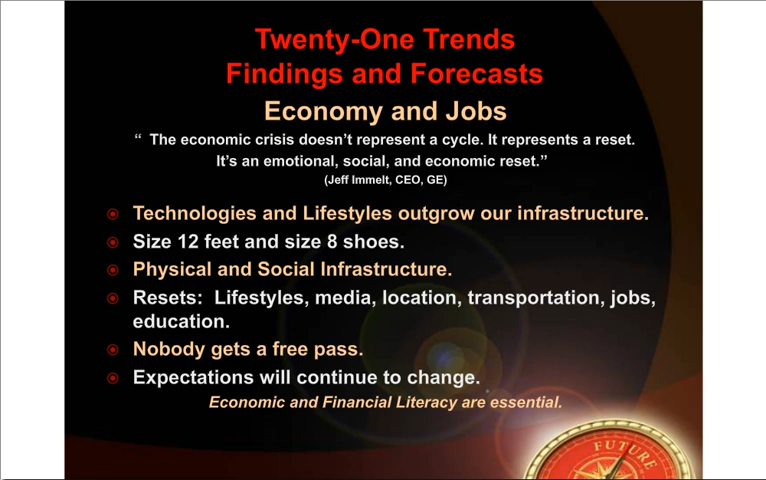 Twenty-One Trends
Findings and Forecasts
Economy and Jobs
“ The economic crisis doesn’t represent a cycle. It represents a reset.
It’s an emotional, social, and economic reset.”
(Jeff Immelt, CEO, GE)
Technologies and Lifestyles outgrow our infrastructure.
Size 12 feet and size 8 shoes.
Physical and Social Infrastructure.
Resets:  Lifestyles, media, location, transportation, jobs,
education.
Nobody gets a free pass.
Expectations will continue to change.
Economic and Financial Literacy are essential.
FUTURE